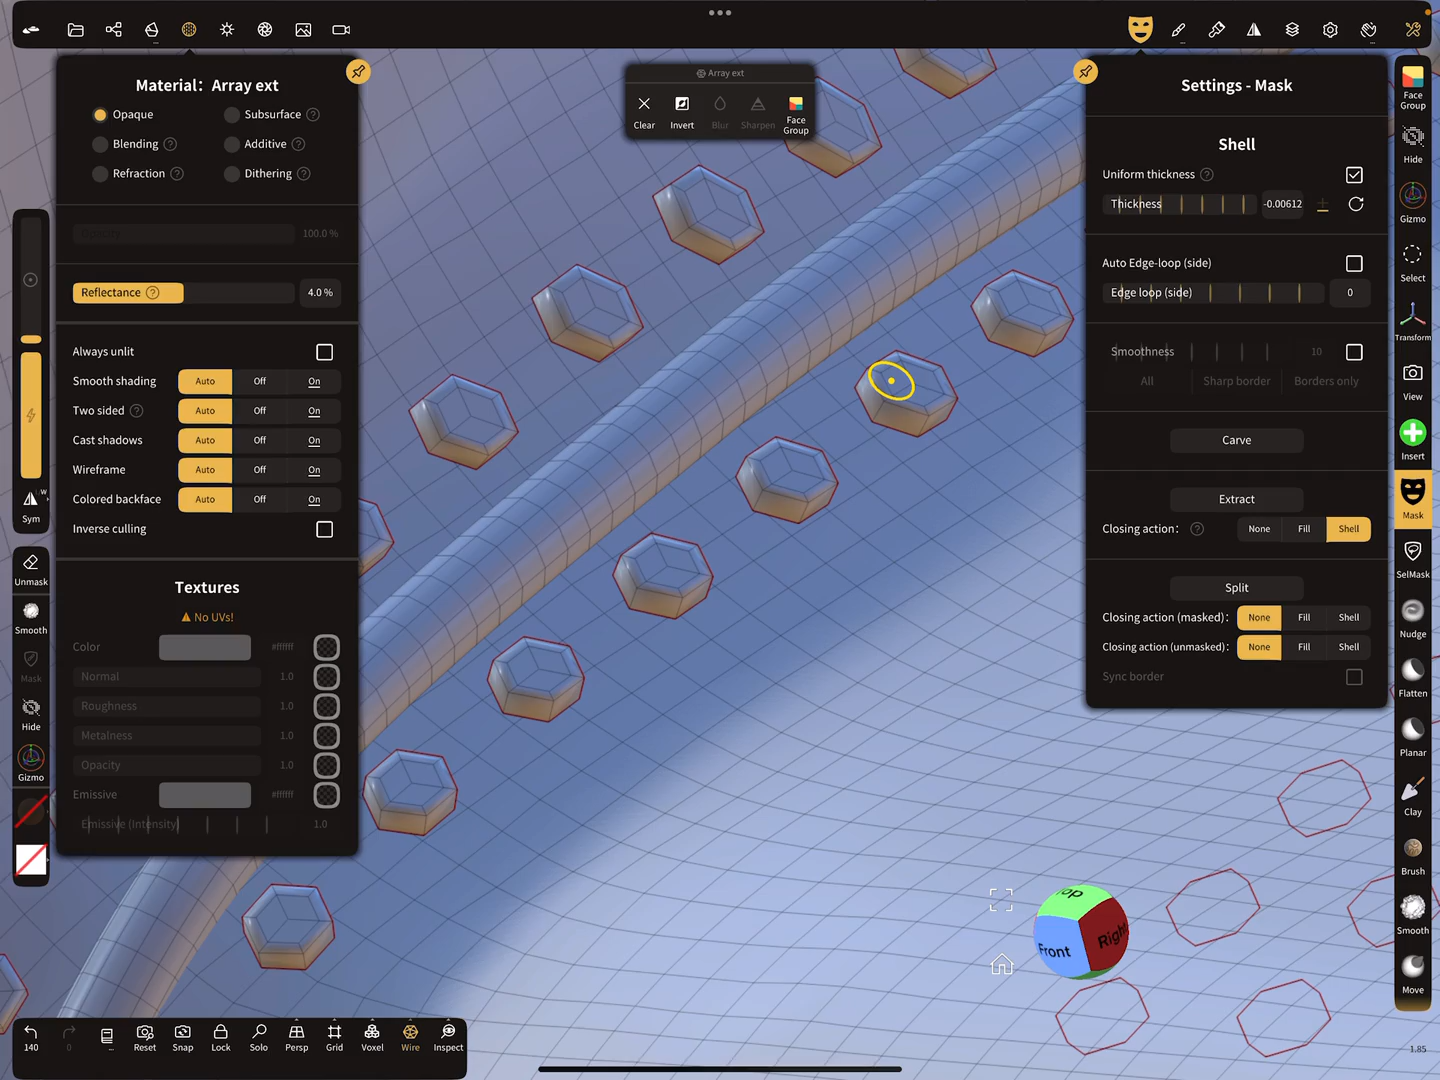 Material: Array ext
Opaque
Subsurface ?
Blending ?
Additive ?
Refraction ?
Dithering ?
Opacity 100.0 %
Reflectance ? 4.0 %
Always unlit
Smooth shading Auto Off On
Two sided ? Auto Off On
Cast shadows Auto Off On
Wireframe Auto Off On
Colored backface Auto Off On
Inverse culling
Textures
No UVs!
Color #ffffff
Normal 1.0
Roughness 1.0
Metalness 1.0
Opacity 1.0
Emissive #ffffff
Emissive (Intensity) 1.0
Sym
Unmask
Smooth
Mask
Hide
Gizmo
Array ext
Clear
Invert
Blur
Sharpen
Face
Group
Settings - Mask
Shell
Uniform thickness ?
Thickness -0.00612
Auto Edge-loop (side)
Edge loop (side) 0
Smoothness 10
All Sharp border Borders only
Carve
Extract
Closing action: ? None Fill Shell
Split
Closing action (masked): None Fill Shell
Closing action (unmasked): None Fill Shell
Sync border
Face
Group
Hide
Gizmo
Select
Transform
View
Insert
Mask
SelMask
Nudge
Flatten
Planar
Clay
Brush
Smooth
Move
Front
140
0
...
Reset
Snap
Lock
Solo
Persp
Grid
Voxel
Wire
Inspect
1.85